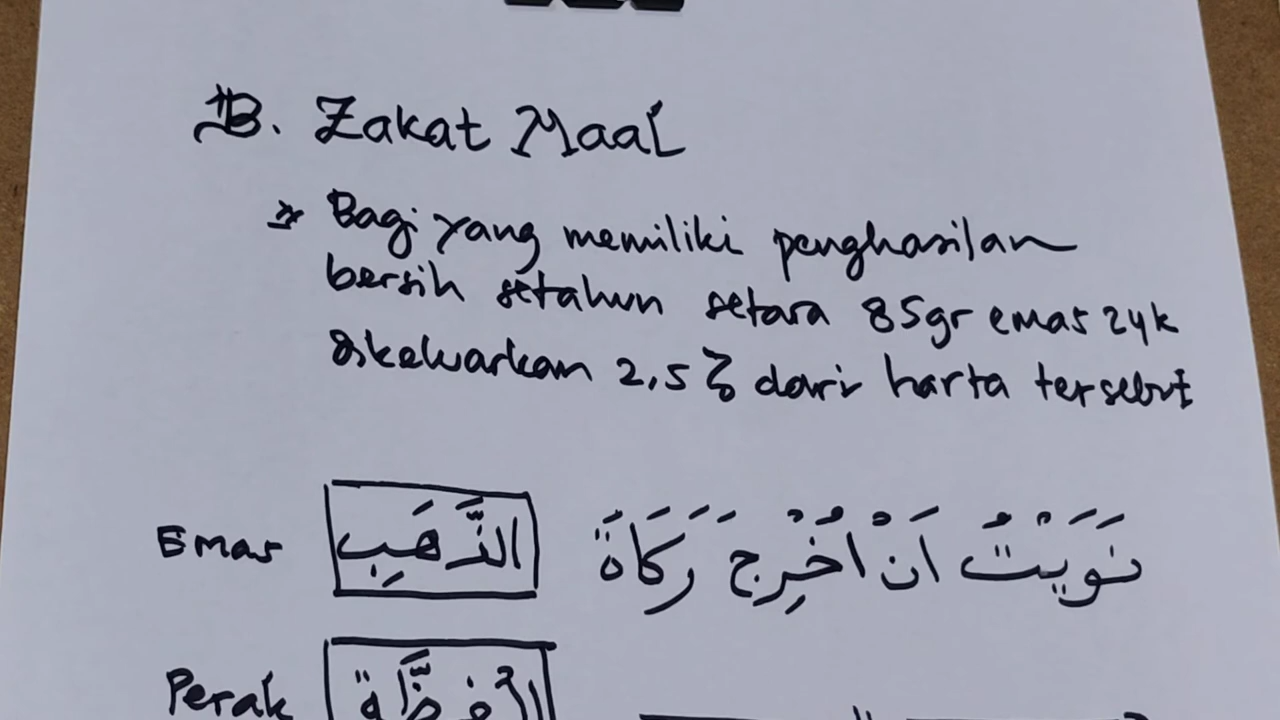 B. Zakat Maal
Bagi yang memiliki penghasilan
bersih setahun setara 85gr emas 24k
dikeluarkan 2,5% dari harta tersebut
Emas الذَّهَبِ نَوَيْتُ اَنْ اُخْرِجَ زَكَاةَ
Perak الفِضَّة